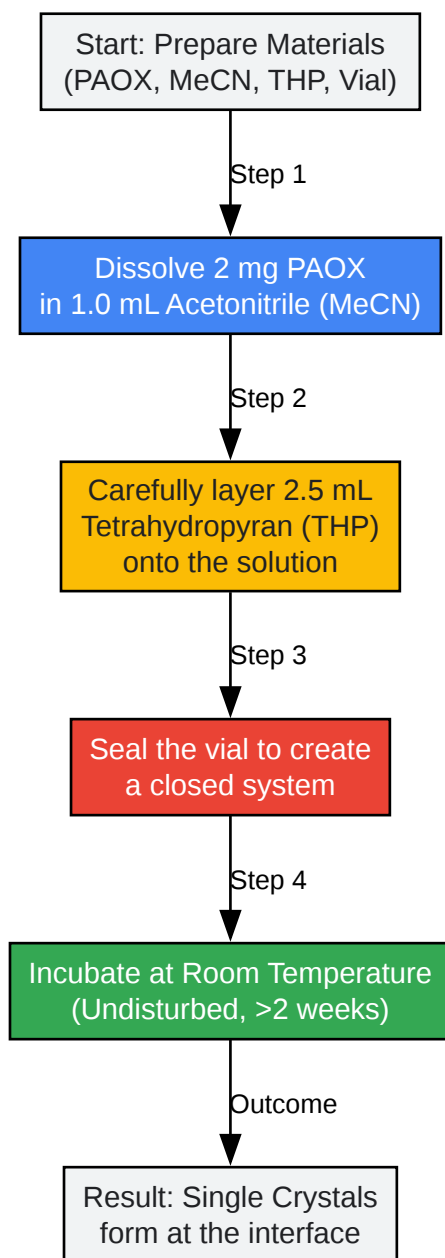 Start: Prepare Materials
(PAOX, MeCN, THP, Vial)
Step 1
Dissolve 2 mg PAOX
in 1.0 mL Acetonitrile (MeCN)
Step 2
Carefully layer 2.5 mL
Tetrahydropyran (THP)
onto the solution
Step 3
Seal the vial to create
a closed system
Step 4
Incubate at Room Temperature
(Undisturbed, >2 weeks)
Outcome
Result: Single Crystals
form at the interface